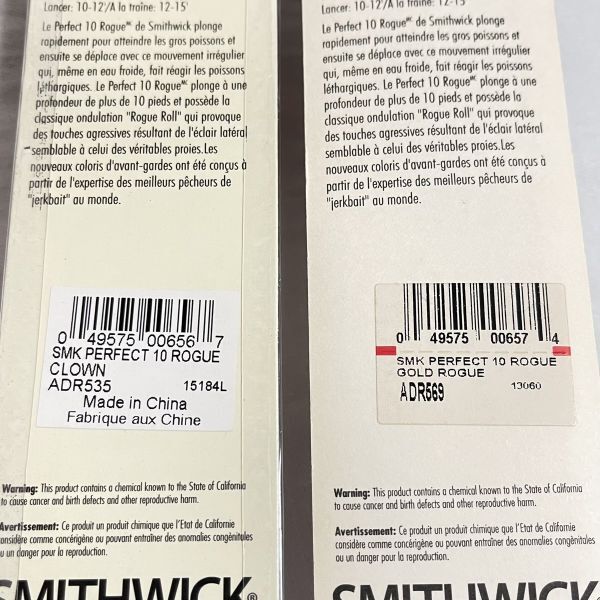 Lancer: 10-12'/A la traîne: 12-15'
Le Perfect 10 Rogue MC de Smithwick plonge
rapidement pour atteindre les gros poissons et
ensuite se déplace avec ce mouvement irrégulier
qui, même en eau froide, fait réagir les poissons
léthargiques. Le Perfect 10 Rogue MC plonge à une
profondeur de plus de 10 pieds et possède la
classique ondulation "Rogue Roll" qui provoque
des touches agressives résultant de l'éclair latéral
semblable à celui des véritables proies.Les
nouveaux coloris d'avant-gardes ont été conçus à
partir de l'expertise des meilleurs pêcheurs de
"jerkbait" au monde.
0 49575 00656 7
SMK PERFECT 10 ROGUE
CLOWN
ADR535 15184L
Made in China
Fabrique aux Chine
Warning: This product contains a chemical known to the State of California
to cause cancer and birth defects and other reproductive harm.
Avertissement: Ce produit un produit chimique que l'Etat de Californie
considère comme concérigène ou pouvant entraîner des anomalies congénitales
ou un danger pour la reproduction.
SMITHWICK®
Lancer: 10-12'/A la traîne: 12-15'
Le Perfect 10 Rogue MC de Smithwick plonge
rapidement pour atteindre les gros poissons et
ensuite se déplace avec ce mouvement irrégulier
qui, même en eau froide, fait réagir les poissons
léthargiques. Le Perfect 10 Rogue MC plonge à une
profondeur de plus de 10 pieds et possède la
classique ondulation "Rogue Roll" qui provoque
des touches agressives résultant de l'éclair latéral
semblable à celui des véritables proies.Les
nouveaux coloris d'avant-gardes ont été conçus à
partir de l'expertise des meilleurs pêcheurs de
"jerkbait" au monde.
0 49575 00657 4
SMK PERFECT 10 ROGUE
GOLD ROGUE
ADR569 13060
Warning: This product contains a chemical known to the State of California
to cause cancer and birth defects and other reproductive harm.
Avertissement: Ce produit un produit chimique que l'Etat de Californie
considère comme concérigène ou pouvant entraîner des anomalies congénitales
ou un danger pour la reproduction.
SMITHWICK®